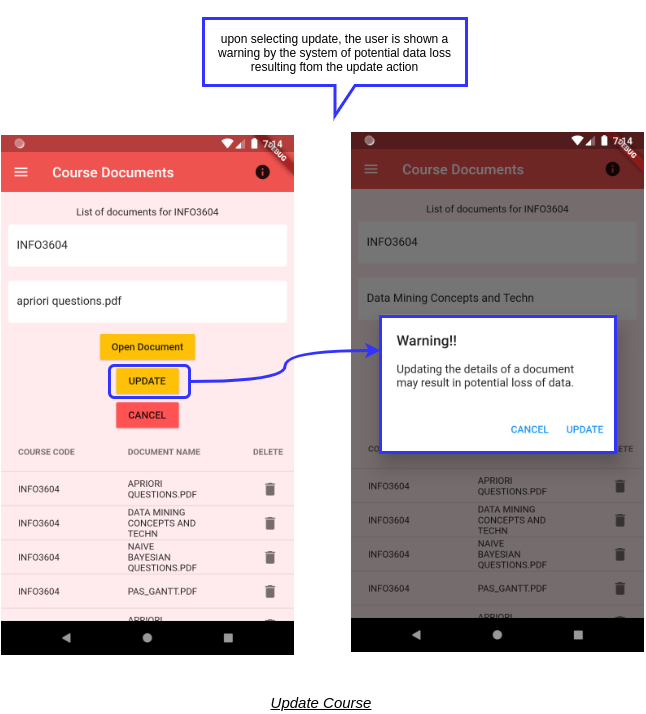 upon selecting update, the user is shown a
warning by the system of potential data loss
resulting ftom the update action
7:14
DEBUG
Course Documents
List of documents for INFO3604
INFO3604
apriori questions.pdf
Open Document
UPDATE
CANCEL
COURSE CODE DOCUMENT NAME DELETE
INFO3604 APRIORI
QUESTIONS.PDF
INFO3604 DATA MINING
CONCEPTS AND
TECHN
INFO3604 NAIVE
BAYESIAN
QUESTIONS.PDF
INFO3604 PAS_GANTT.PDF
APRIORI
7:14
DEBUG
Course Documents
List of documents for INFO3604
INFO3604
Data Mining Concepts and Techn
Warning!!
Updating the details of a document
may result in potential loss of data.
CANCEL UPDATE
CO ETE
INFO3604 APRIORI
QUESTIONS.PDF
INFO3604 DATA MINING
CONCEPTS AND
TECHN
INFO3604 NAIVE
BAYESIAN
QUESTIONS.PDF
INFO3604 PAS_GANTT.PDF
APRIORI
Update Course